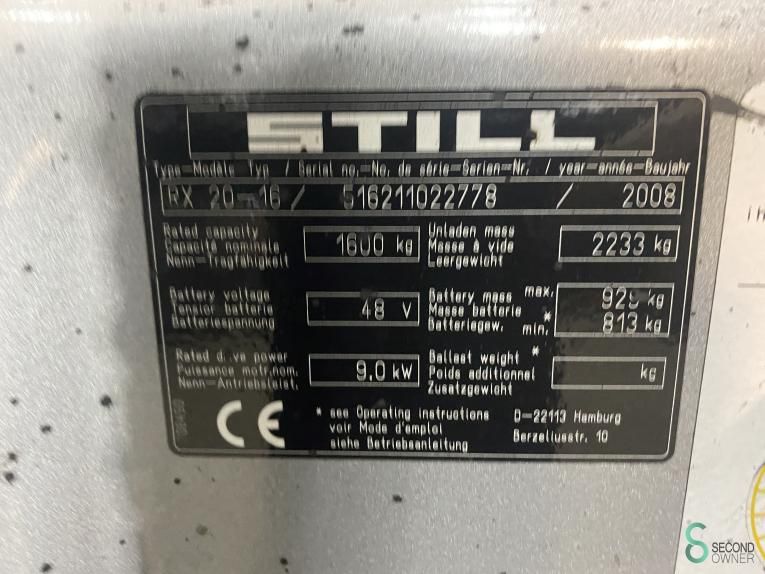 STILL
Type-Modèle Typ / Serial no.-No. de série-Serien-Nr. / year-année-Baujahr
RX 20-16 / 516211022778 / 2008
Rated capacity
Capacité nominale
Nenn-Tragfähigkeit
1600 kg
Unladen mass
Masse à vide
Leergewicht
2233 kg
Battery voltage
Tension batterie
Batteriespannung
48 V
Battery mass max.
Masse batterie *
Batteriegew. min.
kg
813 kg
Rated drive power
Puissance motr.nom.
Nenn-Antriebsleist.
9.0 kW
Ballast weight *
Poids additionnel
Zusatzgewicht
kg
CE
* see Operating instructions
voir Mode d'emploi
siehe Betriebsanleitung
D-22113 Hamburg
Berzeliusstr. 10
SECOND
OWNER